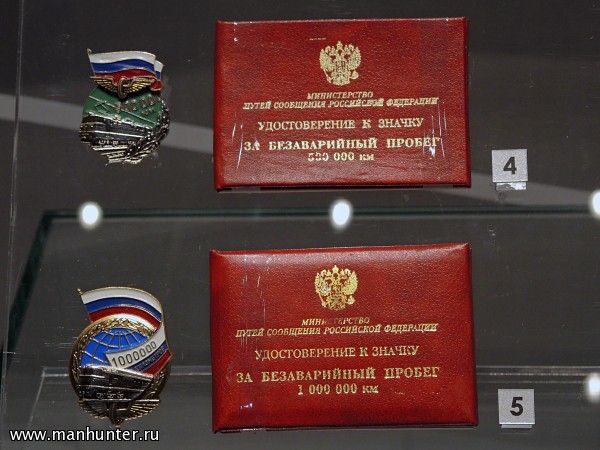 МИНИСТЕРСТВО
ПУТЕЙ СООБЩЕНИЯ РОССИЙСКОЙ ФЕДЕРАЦИИ
УДОСТОВЕРЕНИЕ К ЗНАЧКУ
ЗА БЕЗАВАРИЙНЫЙ ПРОБЕГ
500 000 км
4
1000000
МИНИСТЕРСТВО
ПУТЕЙ СООБЩЕНИЯ РОССИЙСКОЙ ФЕДЕРАЦИИ
УДОСТОВЕРЕНИЕ К ЗНАЧКУ
ЗА БЕЗАВАРИЙНЫЙ ПРОБЕГ
1 000 000 км
5
www.manhunter.ru